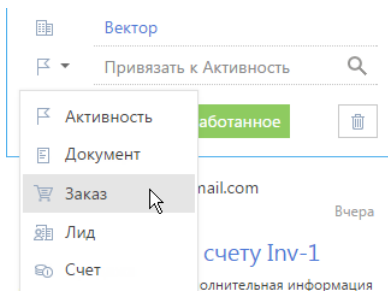 Вектор
Привязать к Активность
Активность
аботанное
Документ
Заказ
mail.com
Вчера
Лид
счету Inv-1
Счет
олнительная информация